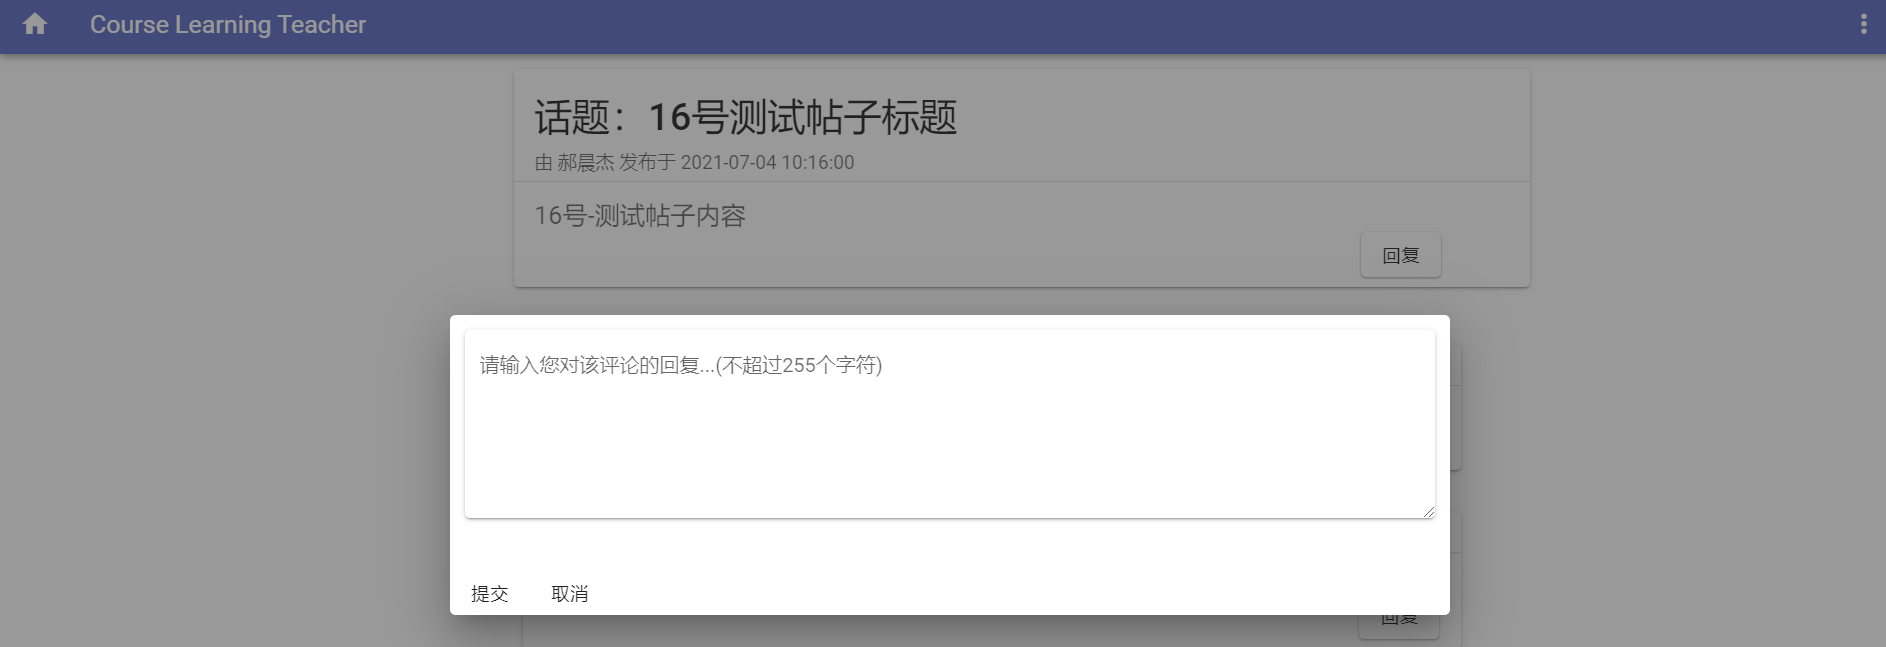 Course Learning Teacher
话题：16号测试帖子标题
由 郝晨杰 发布于 2021-07-04 10:16:00
16号-测试帖子内容
回复
请输入您对该评论的回复...(不超过255个字符)
提交 取消
回复